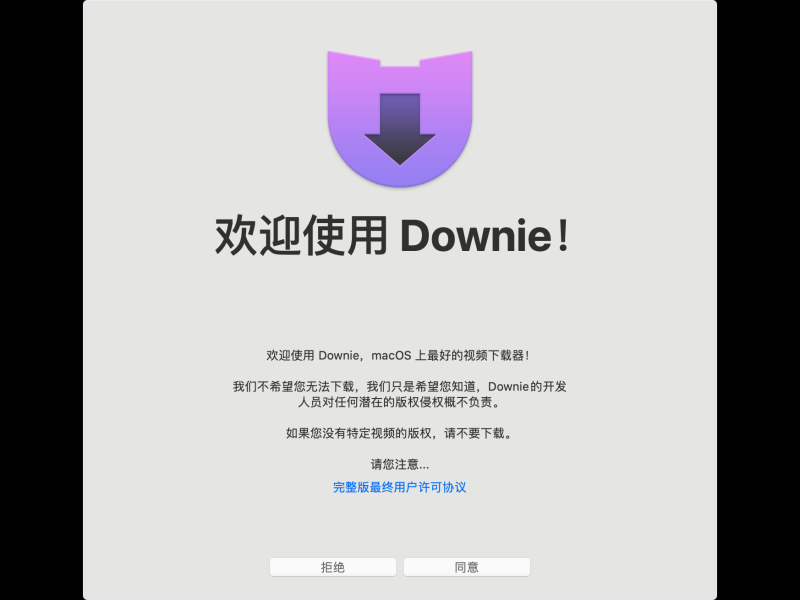 欢迎使用 Downie！
欢迎使用 Downie，macOS 上最好的视频下载器！
我们不希望您无法下载，我们只是希望您知道，Downie的开发
人员对任何潜在的版权侵权概不负责。
如果您没有特定视频的版权，请不要下载。
请您注意...
完整版最终用户许可协议
拒绝
同意